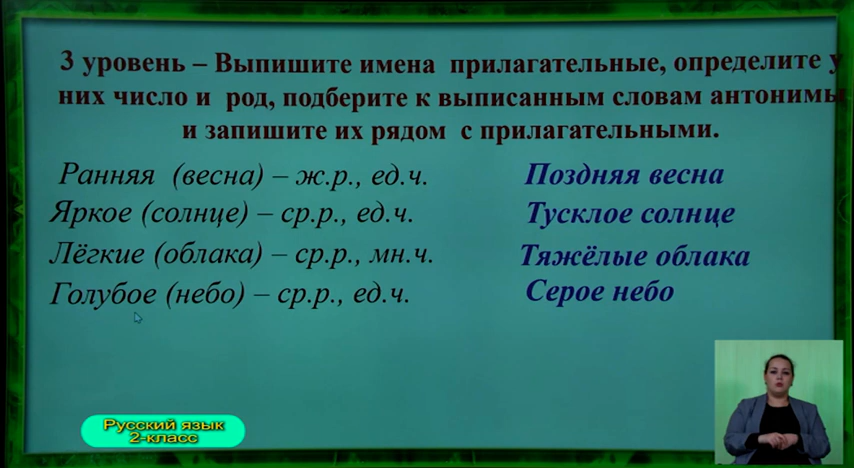 3 уровень – Выпишите имена прилагательные, определите у
них число и род, подберите к выписанным словам антонимы
и запишите их рядом с прилагательными.
Ранняя (весна) – ж.р., ед.ч. Поздняя весна
Яркое (солнце) – ср.р., ед.ч. Тусклое солнце
Лёгкие (облака) – ср.р., мн.ч. Тяжёлые облака
Голубое (небо) – ср.р., ед.ч. Серое небо
Русский язык
2-класс